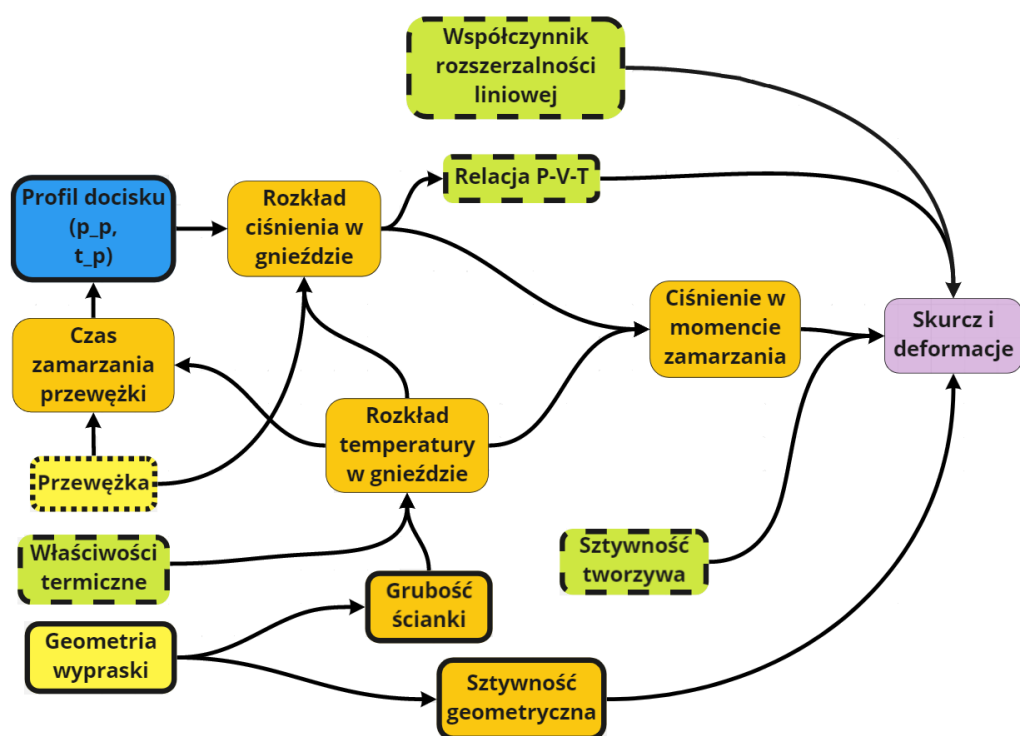 Współczynnik
rozszerzalności
liniowej
Relacja P-V-T
Profil docisku
(p_p,
t_p)
Rozkład
ciśnienia w
gnieździe
Ciśnienie w
momencie
zamarzania
Skurcz i
deformacje
Czas
zamarzania
przewężki
Rozkład
temperatury
w gnieździe
Przewężka
Właściwości
termiczne
Sztywność
tworzywa
Grubość
ścianki
Geometria
wypraski
Sztywność
geometryczna